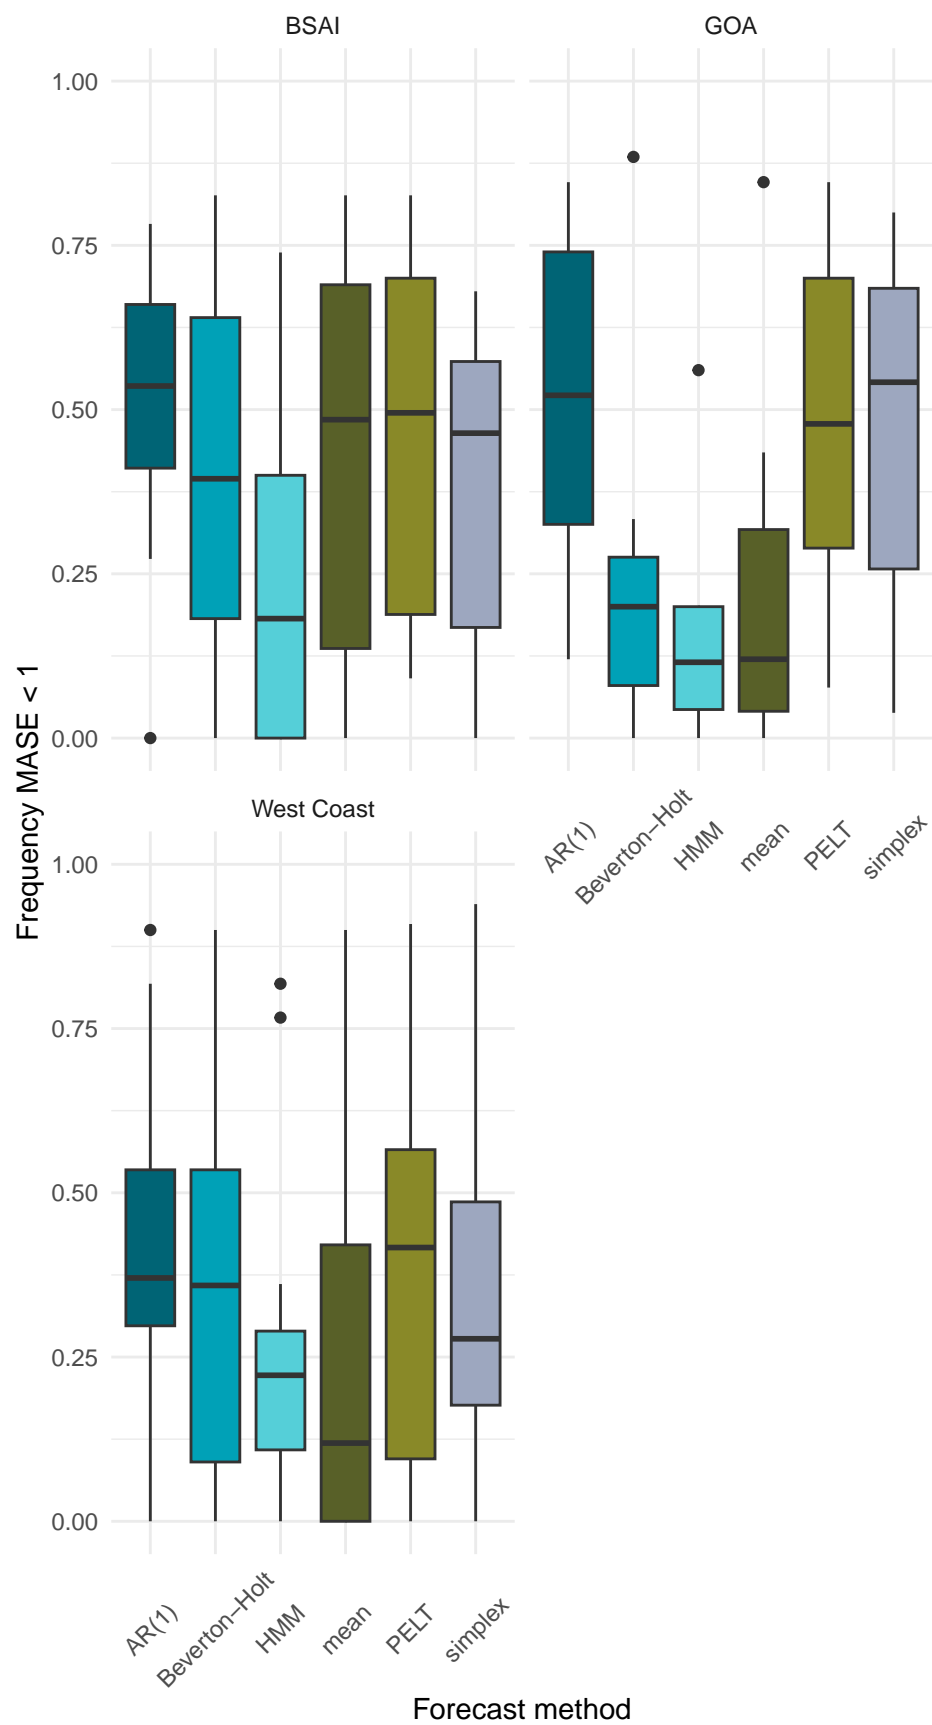 BSAI
GOA
1.00
0.75
0.50
0.25
0.00
Frequency MASE < 1
AR(1)
Beverton−Holt
HMM
mean
PELT
simplex
West Coast
1.00
0.75
0.50
0.25
0.00
AR(1)
Beverton−Holt
HMM
mean
PELT
simplex
Forecast method